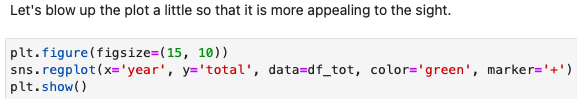 Let's blow up the plot a little so that it is more appealing to the sight.
plt.figure(figsize=(15, 10))
sns.regplot(x='year', y='total', data=df_tot, color='green', marker='+')
plt.show()